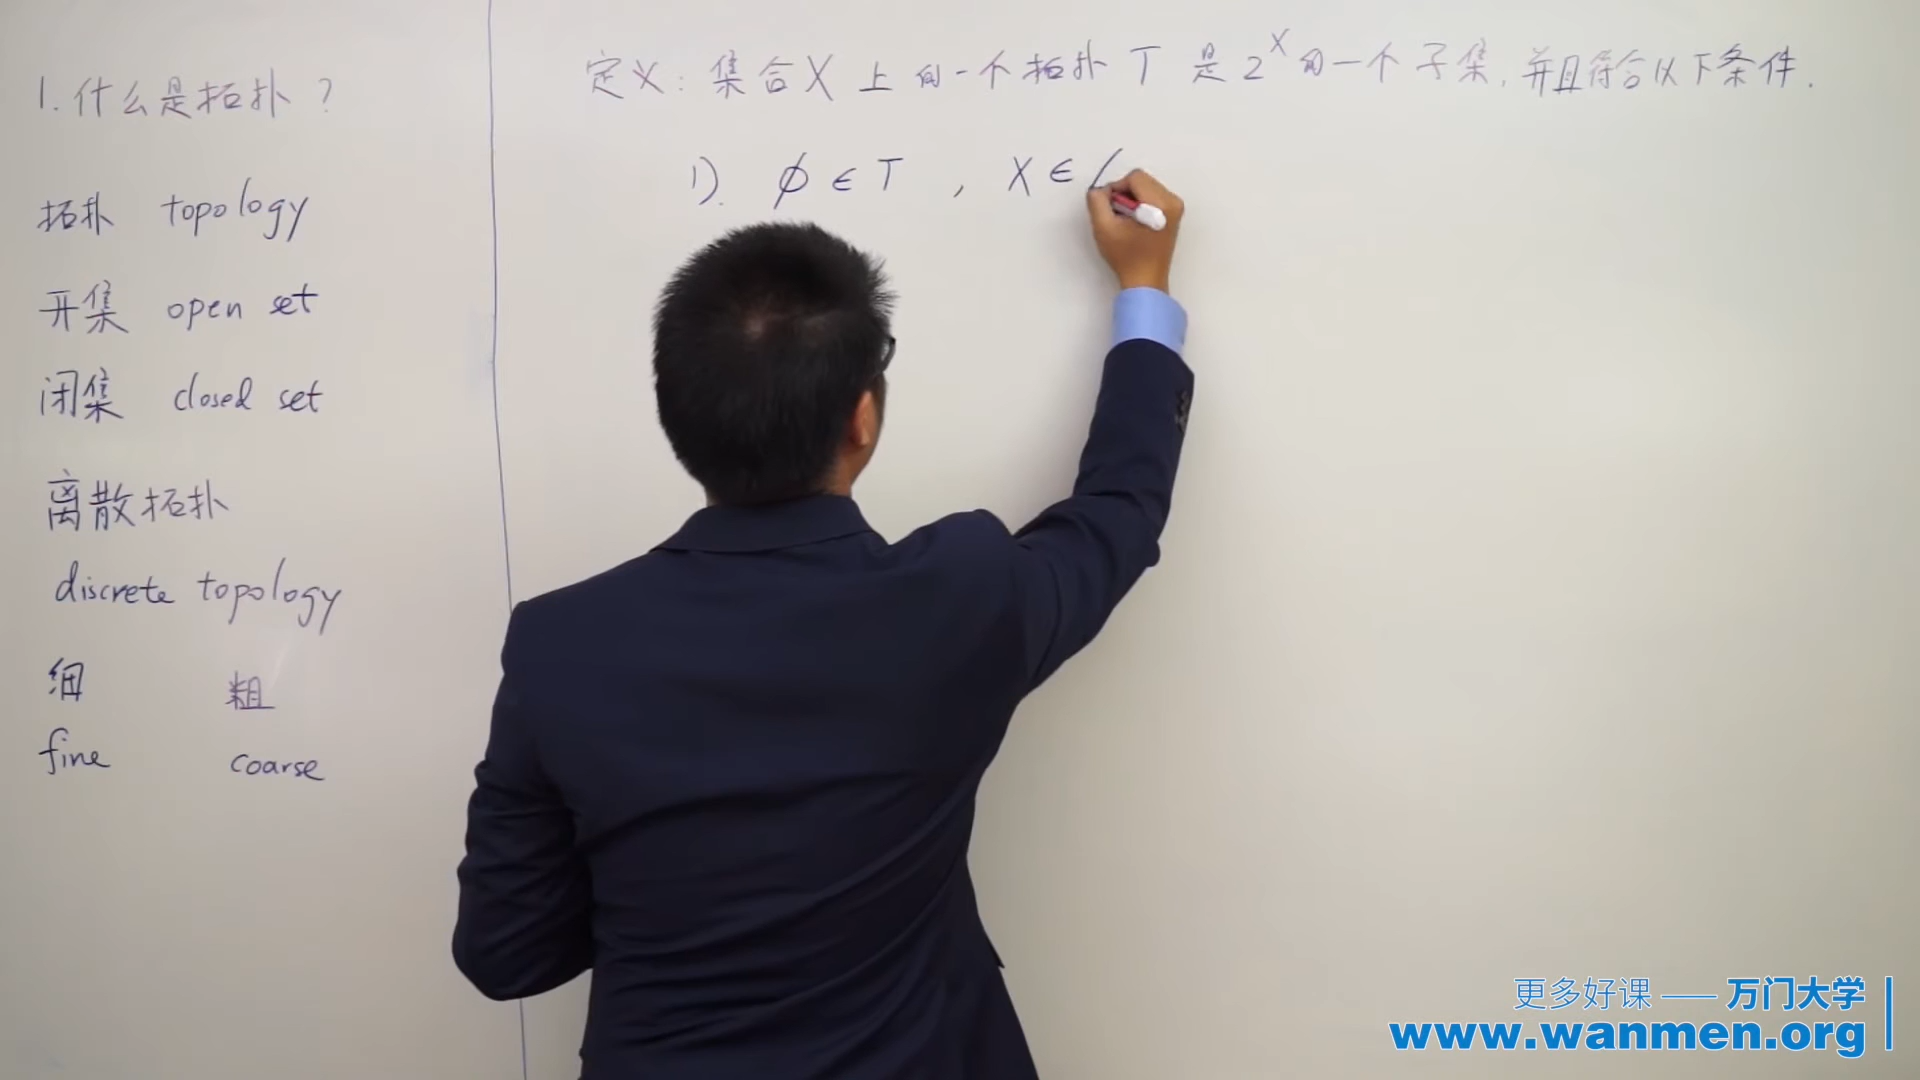 1. 什么是拓扑?
拓扑 topology
开集 open set
闭集 closed set
离散拓扑
discrete topology
细 粗
fine coarse
定义: 集合X上的一个拓扑T是2^X的一个子集, 并且符合以下条件.
1). ϕ∈T , X∈
更多好课 —— 万门大学
www.wanmen.org